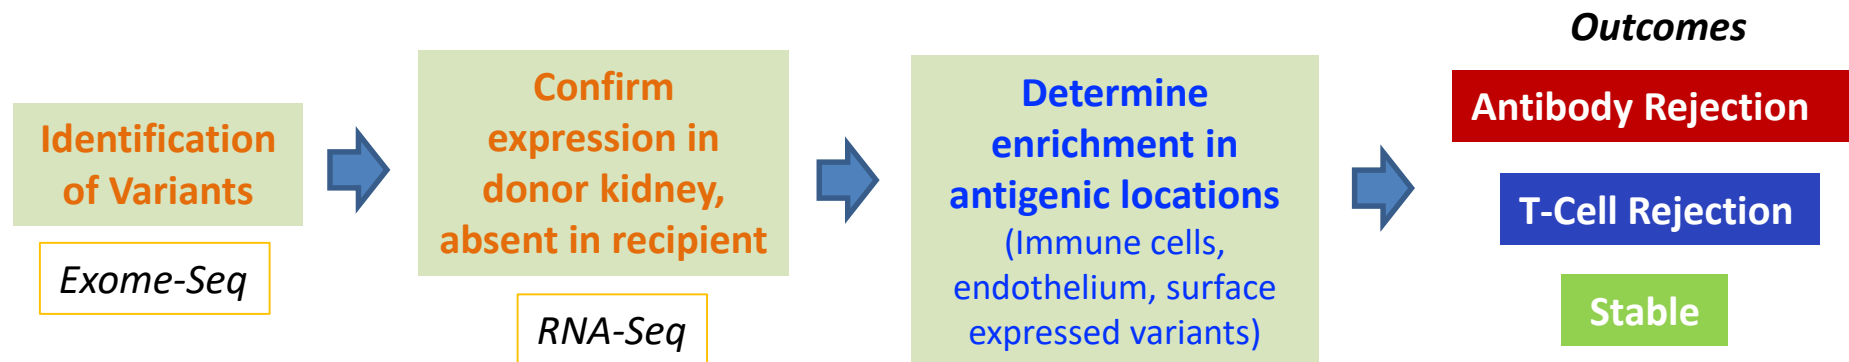 Identification
of Variants
Exome-Seq
Confirm
expression in
donor kidney,
absent in recipient
RNA-Seq
Determine
enrichment in
antigenic locations
(Immune cells,
endothelium, surface
expressed variants)
Outcomes
Antibody Rejection
T-Cell Rejection
Stable